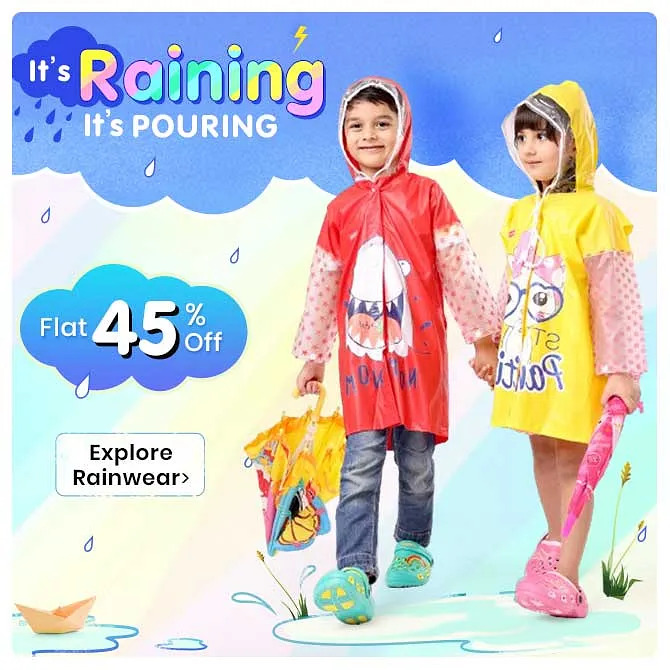 It's Raining
It's POURING
Flat 45% Off
Explore
Rainwear>